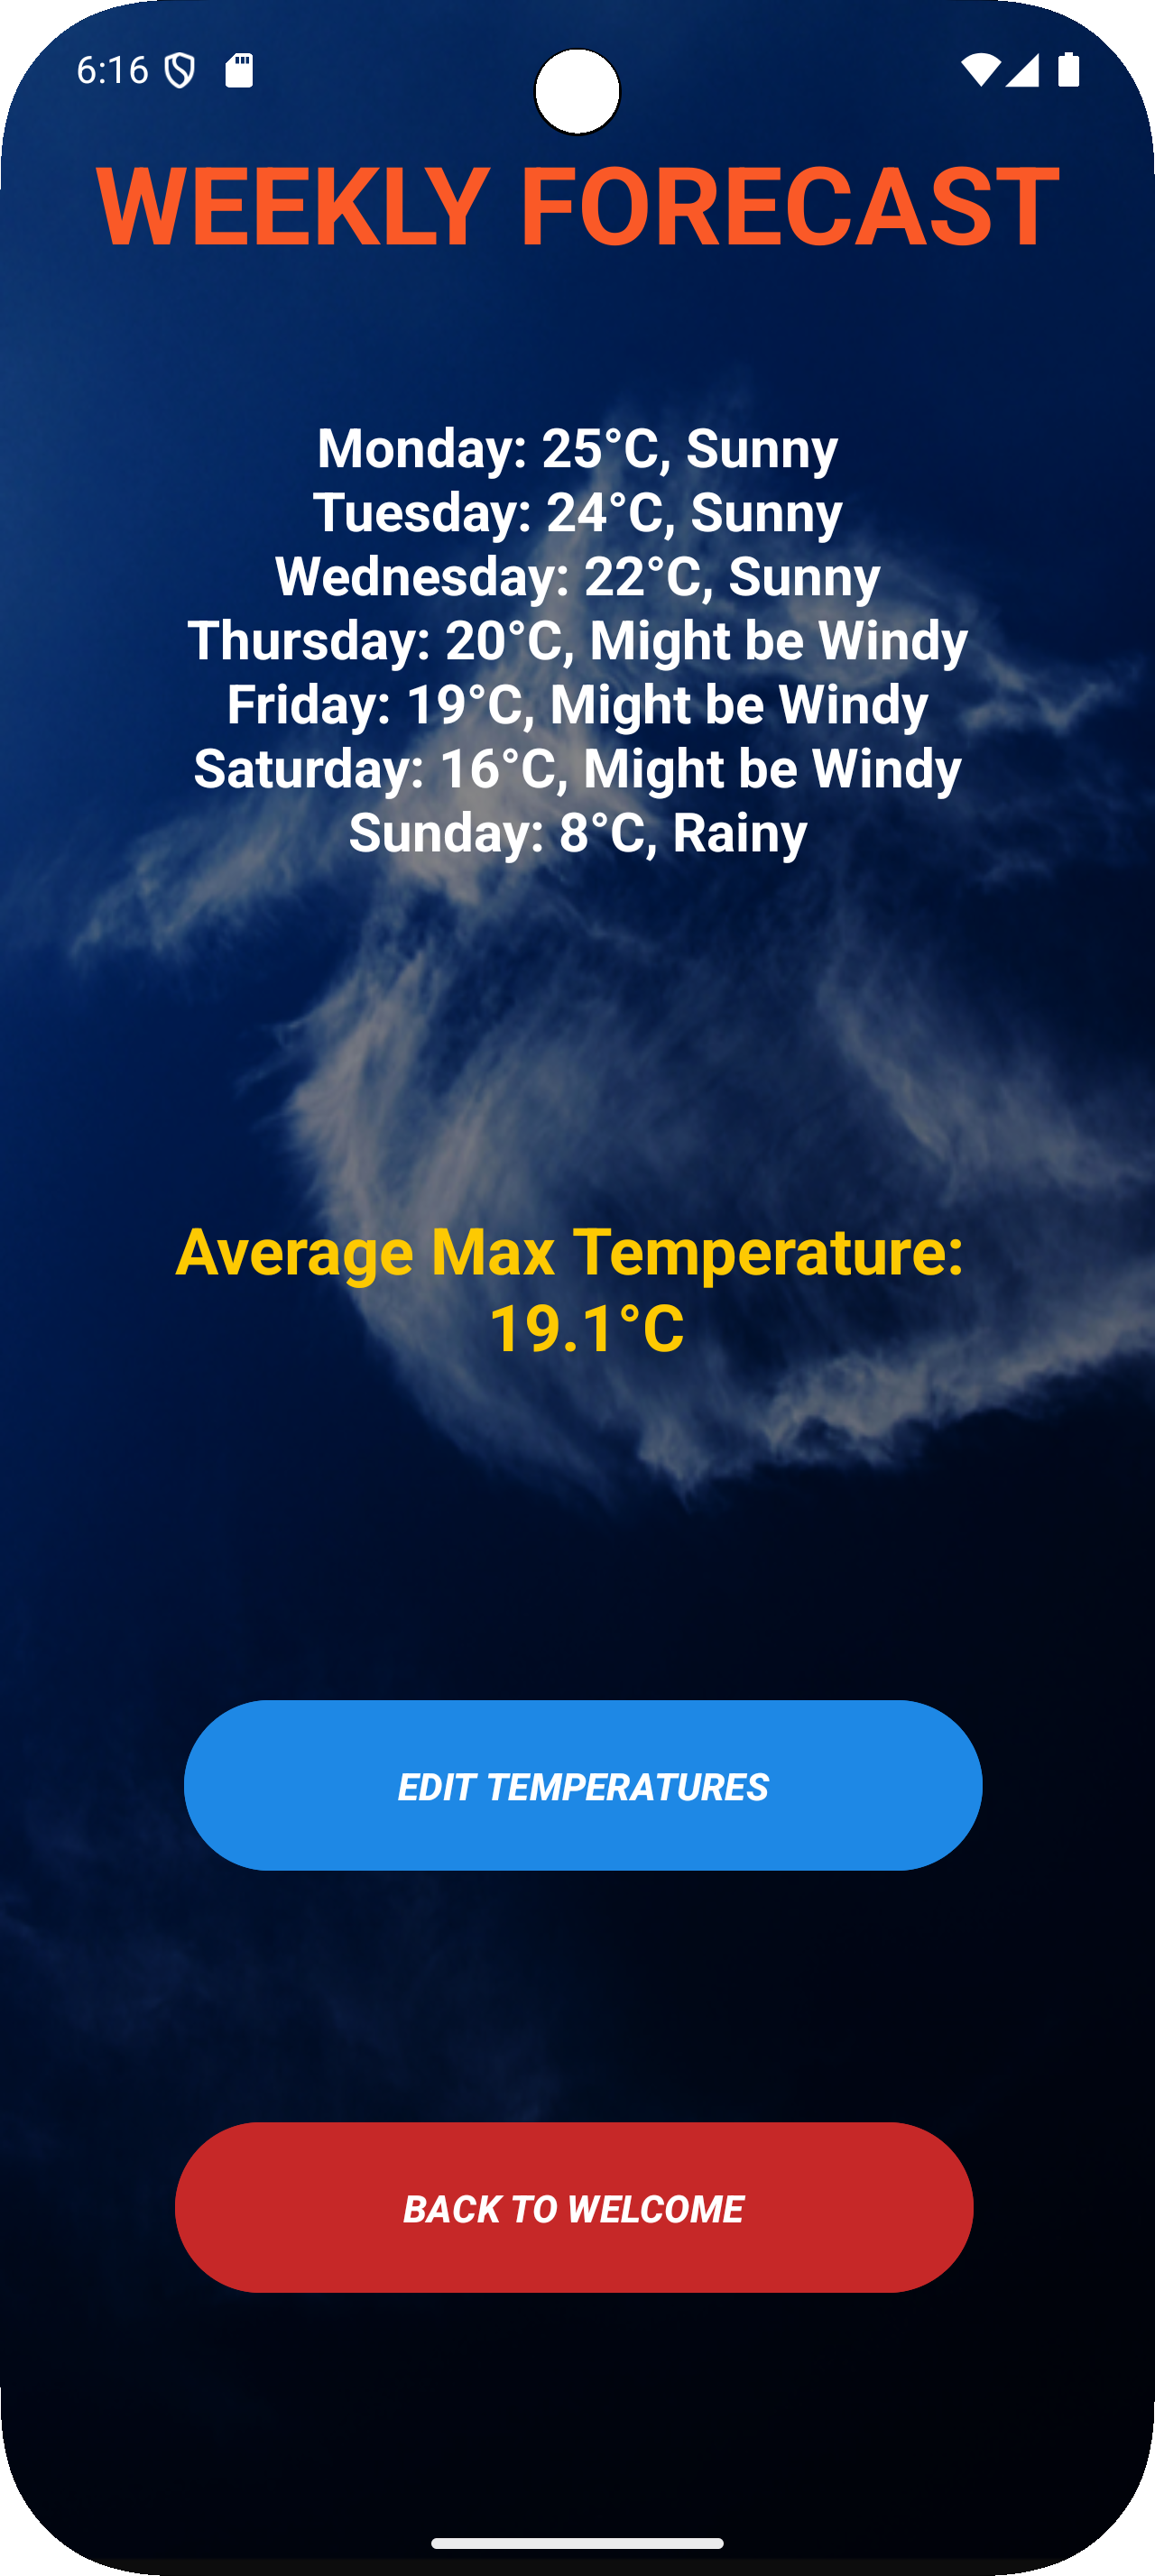 6:16
WEEKLY FORECAST
Monday: 25°C, Sunny
Tuesday: 24°C, Sunny
Wednesday: 22°C, Sunny
Thursday: 20°C, Might be Windy
Friday: 19°C, Might be Windy
Saturday: 16°C, Might be Windy
Sunday: 8°C, Rainy
Average Max Temperature:
19.1°C
EDIT TEMPERATURES
BACK TO WELCOME